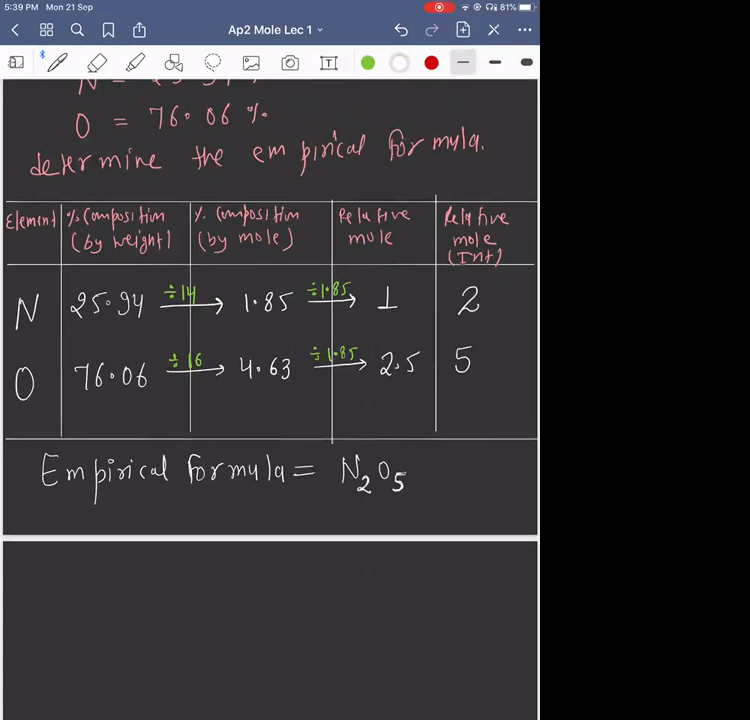 5:39 PM Mon 21 Sep 81%
Ap2 Mole Lec 1
T
N =
O = 76.06 %
determine the empirical formula.
Element % Composition (by weight) % Composition (by mole) Relative mole Relative mole (Int)
N 25.94 ÷14 1.85 ÷1.85 1 2
O 76.06 ÷16 4.63 ÷1.85 2.5 5
Empirical formula = N2O5